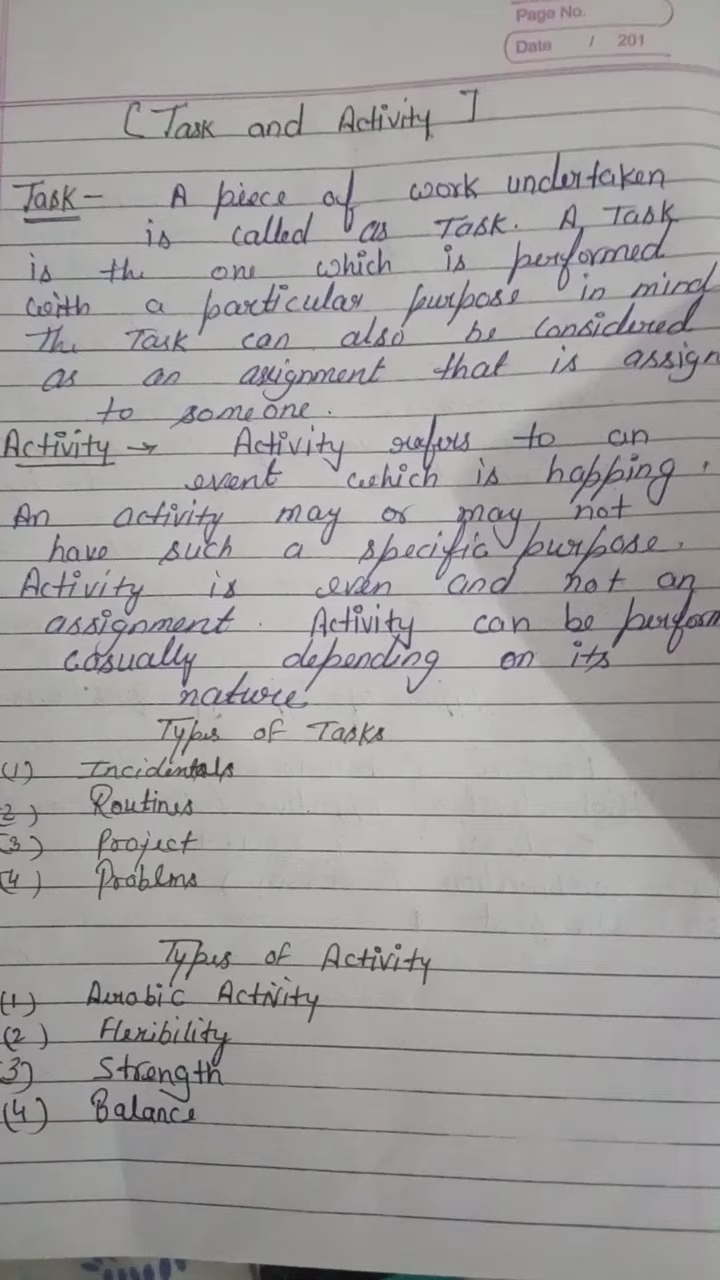 Page No.
Date / 201
[Task and Activity]
Task - A piece of work undertaken
is called as Task. A Task
is the one which is performed
with a particular purpose in mind
The Task can also be considered
as an assignment that is assign
to someone.
Activity → Activity refers to an
event which is happing.
An activity may or may not
have such a specific purpose.
Activity is even and not an
assignment. Activity can be perform
casually depending on its
nature
Types of Tasks
(1) Incidentals
2) Routines
(3) Project
(4) Problms
Types of Activity
(1) Aerobic Activity
(2) Flexibility
3) Strength
(4) Balance